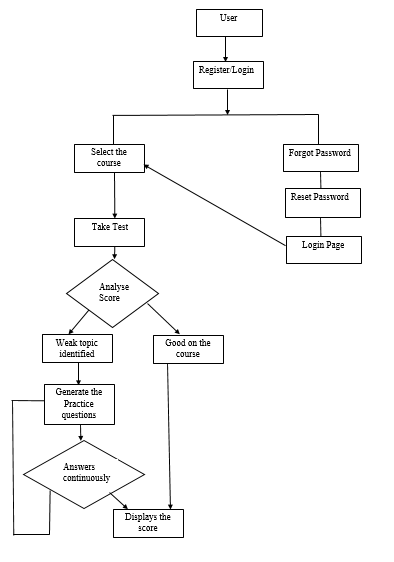 User
Register/Login
Select the
course
Forgot Password
Reset Password
Take Test
Login Page
Analyse
Score
Weak topic
identified
Good on the
course
Generate the
Practice
questions
Answers
continuously
Displays the
score